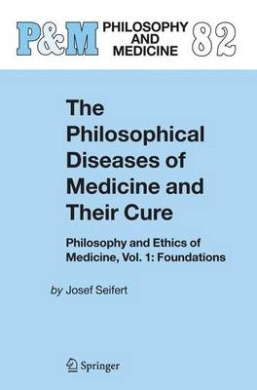 P&M PHILOSOPHY AND MEDICINE 82
The
Philosophical
Diseases of
Medicine and
Their Cure
Philosophy and Ethics of
Medicine, Vol. 1: Foundations
by Josef Seifert
Springer